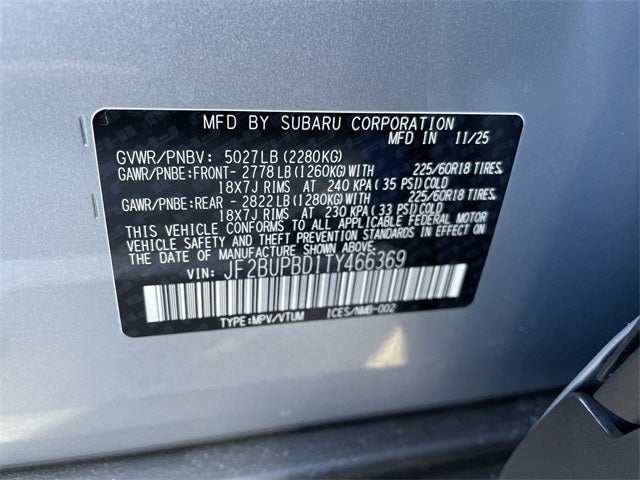 MFD BY SUBARU CORPORATION
MFD IN 11/25
GVWR/PNBV: 5027LB(2280KG)
GAWR/PNBE:FRONT- 2778 LB(1260KG)WITH 225/60R18 TIRES,
18X7J RIMS AT 240 KPA(35 PSI)COLD
GAWR/PNBE:REAR - 2822 LB(1280KG)WITH 225/60R18 TIRES,
18X7J RIMS AT 230 KPA(33 PSI)COLD
THIS VEHICLE CONFORMS TO ALL APPLICABLE FEDERAL MOTOR
VEHICLE SAFETY AND THEFT PREVENTION STANDARDS IN EFFECT
ON THE DATE OF MANUFACTURE SHOWN ABOVE.
VIN: JF2BUPBD1TY466369
TYPE:MPV/VTUM ICES/NMB-002